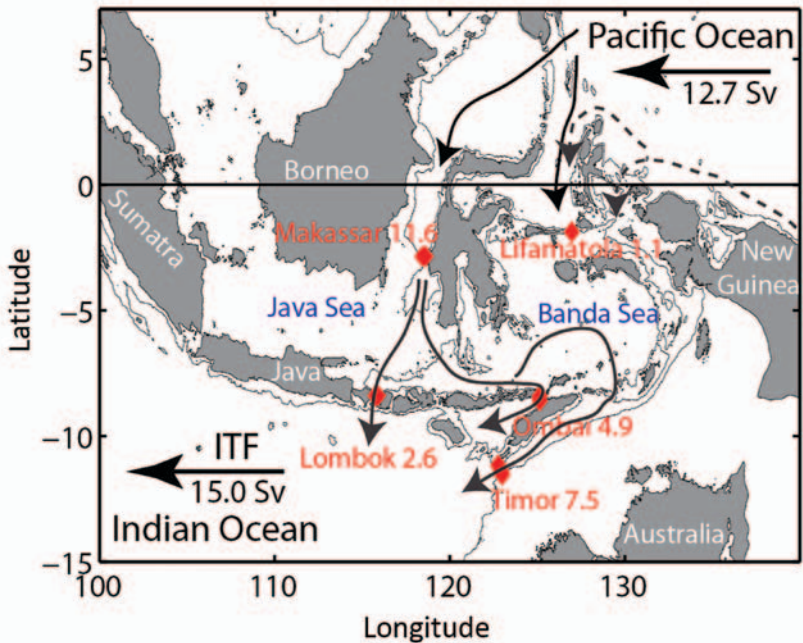 Pacific Ocean
12.7 Sv
5
Borneo
0
Sumatra
Makassar 11.6
Lifamatola 1.1
New
Guinea
Latitude
Java Sea
Banda Sea
−5
Java
−10
Ombai 4.9
ITF
Lombok 2.6
15.0 Sv
Timor 7.5
Indian Ocean
Australia
−15
100
110
120
130
Longitude